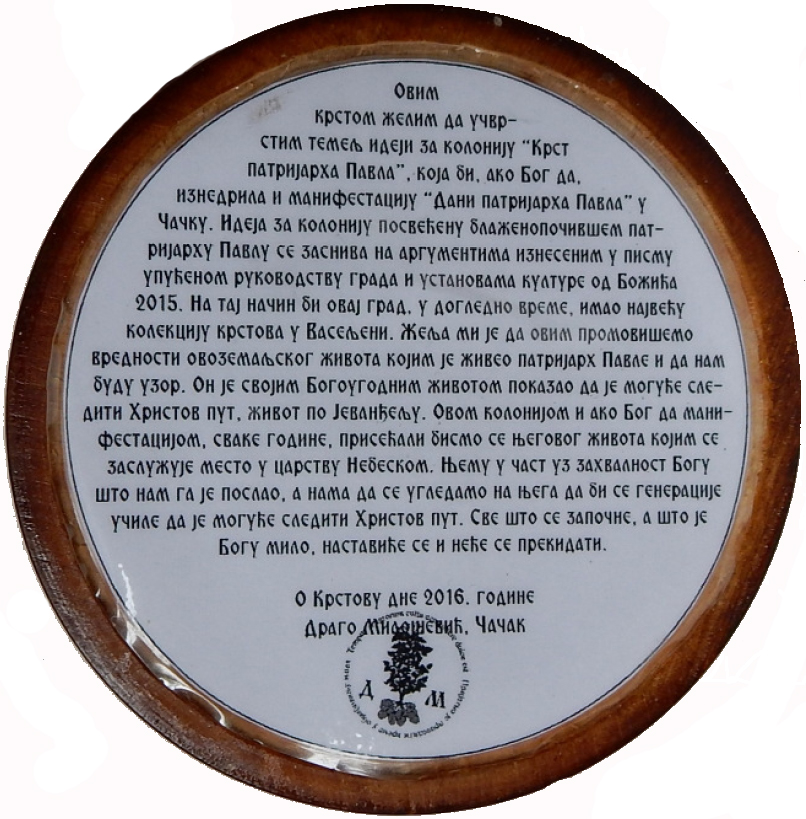 Овим
крстом желим да учвр-
стим темељ идеји за колонију "Крст
патријарха Павла", која би, ако Бог да,
изнедрила и манифестацију "Дани патријарха Павла" у
Чачку. Идеја за колонију посвећену блаженопочившем пат-
ријарху Павлу се заснива на аргументима изнесеним у писму
упућеном руководству града и установама културе од Божића
2015. На тај начин би овај град, у догледно време, имао највећу
колекцију крстова у Васељени. Жеља ми је да овим промовишемо
вредности овоземаљског живота којим је живео патријарх Павле и да нам
буду узор. Он је својим Богоугодним животом показао да је могуће сле-
дити Христов пут, живот по Јеванђељу. Овом колонијом и ако Бог да мани-
фестацијом, сваке године, присећали бисмо се његовог живота којим се
заслужује место у царству Небеском. Њему у част уз захвалност Богу
што нам га је послао, а нама да се угледамо на њега да би се генерације
училе да је могуће следити Христов пут. Све што се започне, а што је
Богу мило, наставиће се и неће се прекидати.
О Крстову дне 2016. године
Драго Милошевић, Чачак
Д М